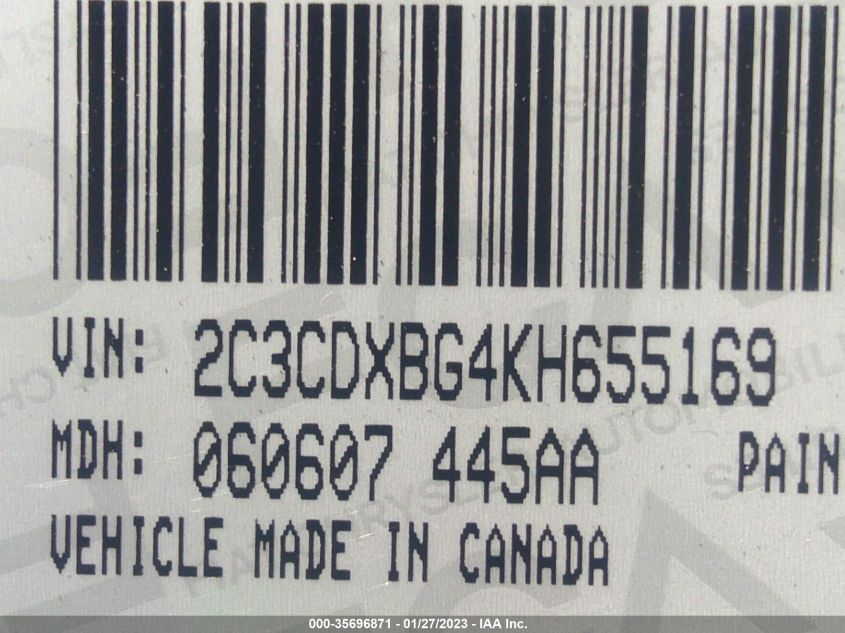 VIN: 2C3CDXBG4KH655169
MDH: 060607 445AA PAIN
VEHICLE MADE IN CANADA
000-35696871 - 01/27/2023 - IAA Inc.